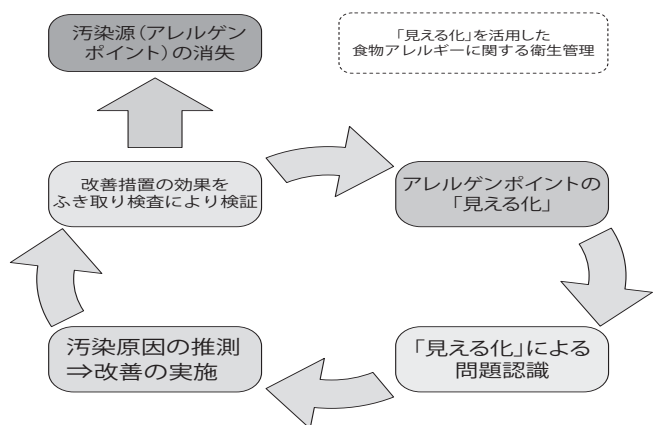 汚染源（アレルゲン
ポイント）の消失
「見える化」を活用した
食物アレルギーに関する衛生管理
改善措置の効果を
ふき取り検査により検証
アレルゲンポイントの
「見える化」
汚染原因の推測
⇒改善の実施
「見える化」による
問題認識